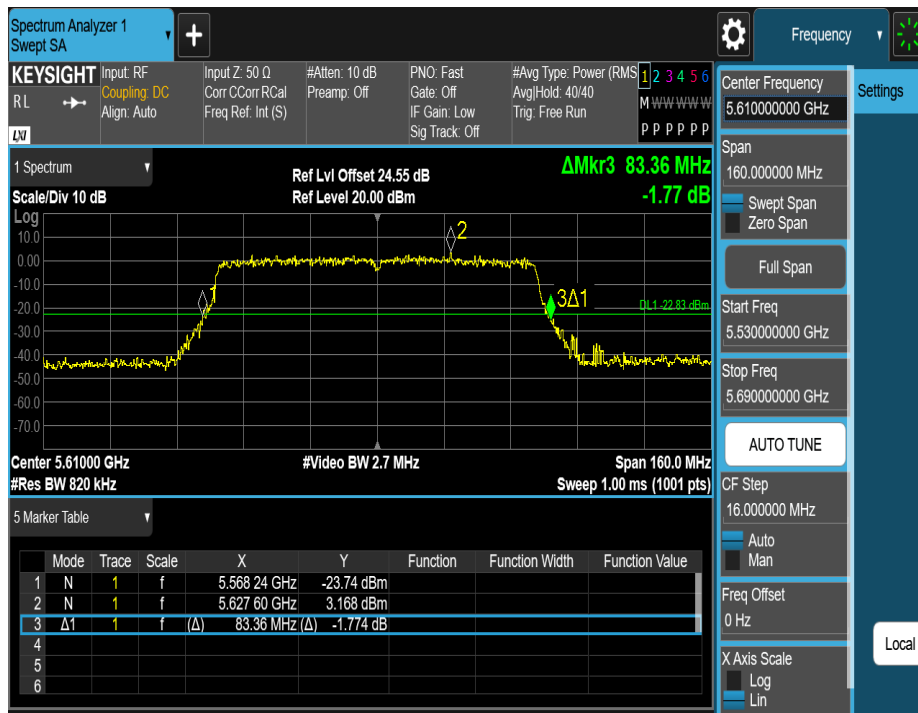 Spectrum Analyzer 1
Swept SA
+
Frequency
KEYSIGHT
RL
LXI
Input: RF
Coupling: DC
Align: Auto
Input Z: 50 Ω
Corr CCorr RCal
Freq Ref: Int (S)
#Atten: 10 dB
Preamp: Off
PNO: Fast
Gate: Off
IF Gain: Low
Sig Track: Off
#Avg Type: Power (RMS
Avg|Hold: 40/40
Trig: Free Run
1 2 3 4 5 6
M W W W W W
P P P P P P
Center Frequency
5.610000000 GHz
Settings
1 Spectrum
Scale/Div 10 dB
Ref Lvl Offset 24.55 dB
Ref Level 20.00 dBm
ΔMkr3 83.36 MHz
-1.77 dB
Log
10.0
0.00
-10.0
-20.0
-30.0
-40.0
-50.0
-60.0
-70.0
1
2
3Δ1
DL1 -22.83 dBm
Center 5.61000 GHz
#Video BW 2.7 MHz
Span 160.0 MHz
#Res BW 820 kHz
Sweep 1.00 ms (1001 pts)
Span
160.000000 MHz
Swept Span
Zero Span
Full Span
Start Freq
5.530000000 GHz
Stop Freq
5.690000000 GHz
AUTO TUNE
CF Step
16.000000 MHz
Auto
Man
Freq Offset
0 Hz
X Axis Scale
Log
Lin
Local
5 Marker Table
Mode Trace Scale X Y Function Function Width Function Value
1 N 1 f 5.568 24 GHz -23.74 dBm
2 N 1 f 5.627 60 GHz 3.168 dBm
3 Δ1 1 f (Δ) 83.36 MHz (Δ) -1.774 dB
4
5
6